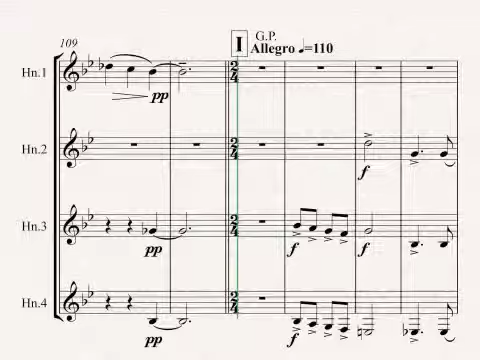 109
I
G.P.
Allegro ♩=110
Hn.1
pp
Hn.2
f
Hn.3
pp
f
f
Hn.4
pp
f
f